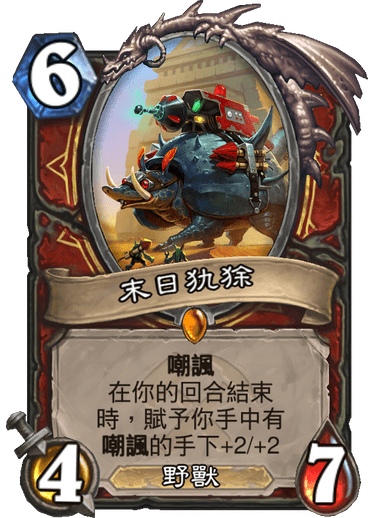 6
末日犰狳
嘲諷
在你的回合結束
時，賦予你手中有
嘲諷的手下+2/+2
4
野獸
7